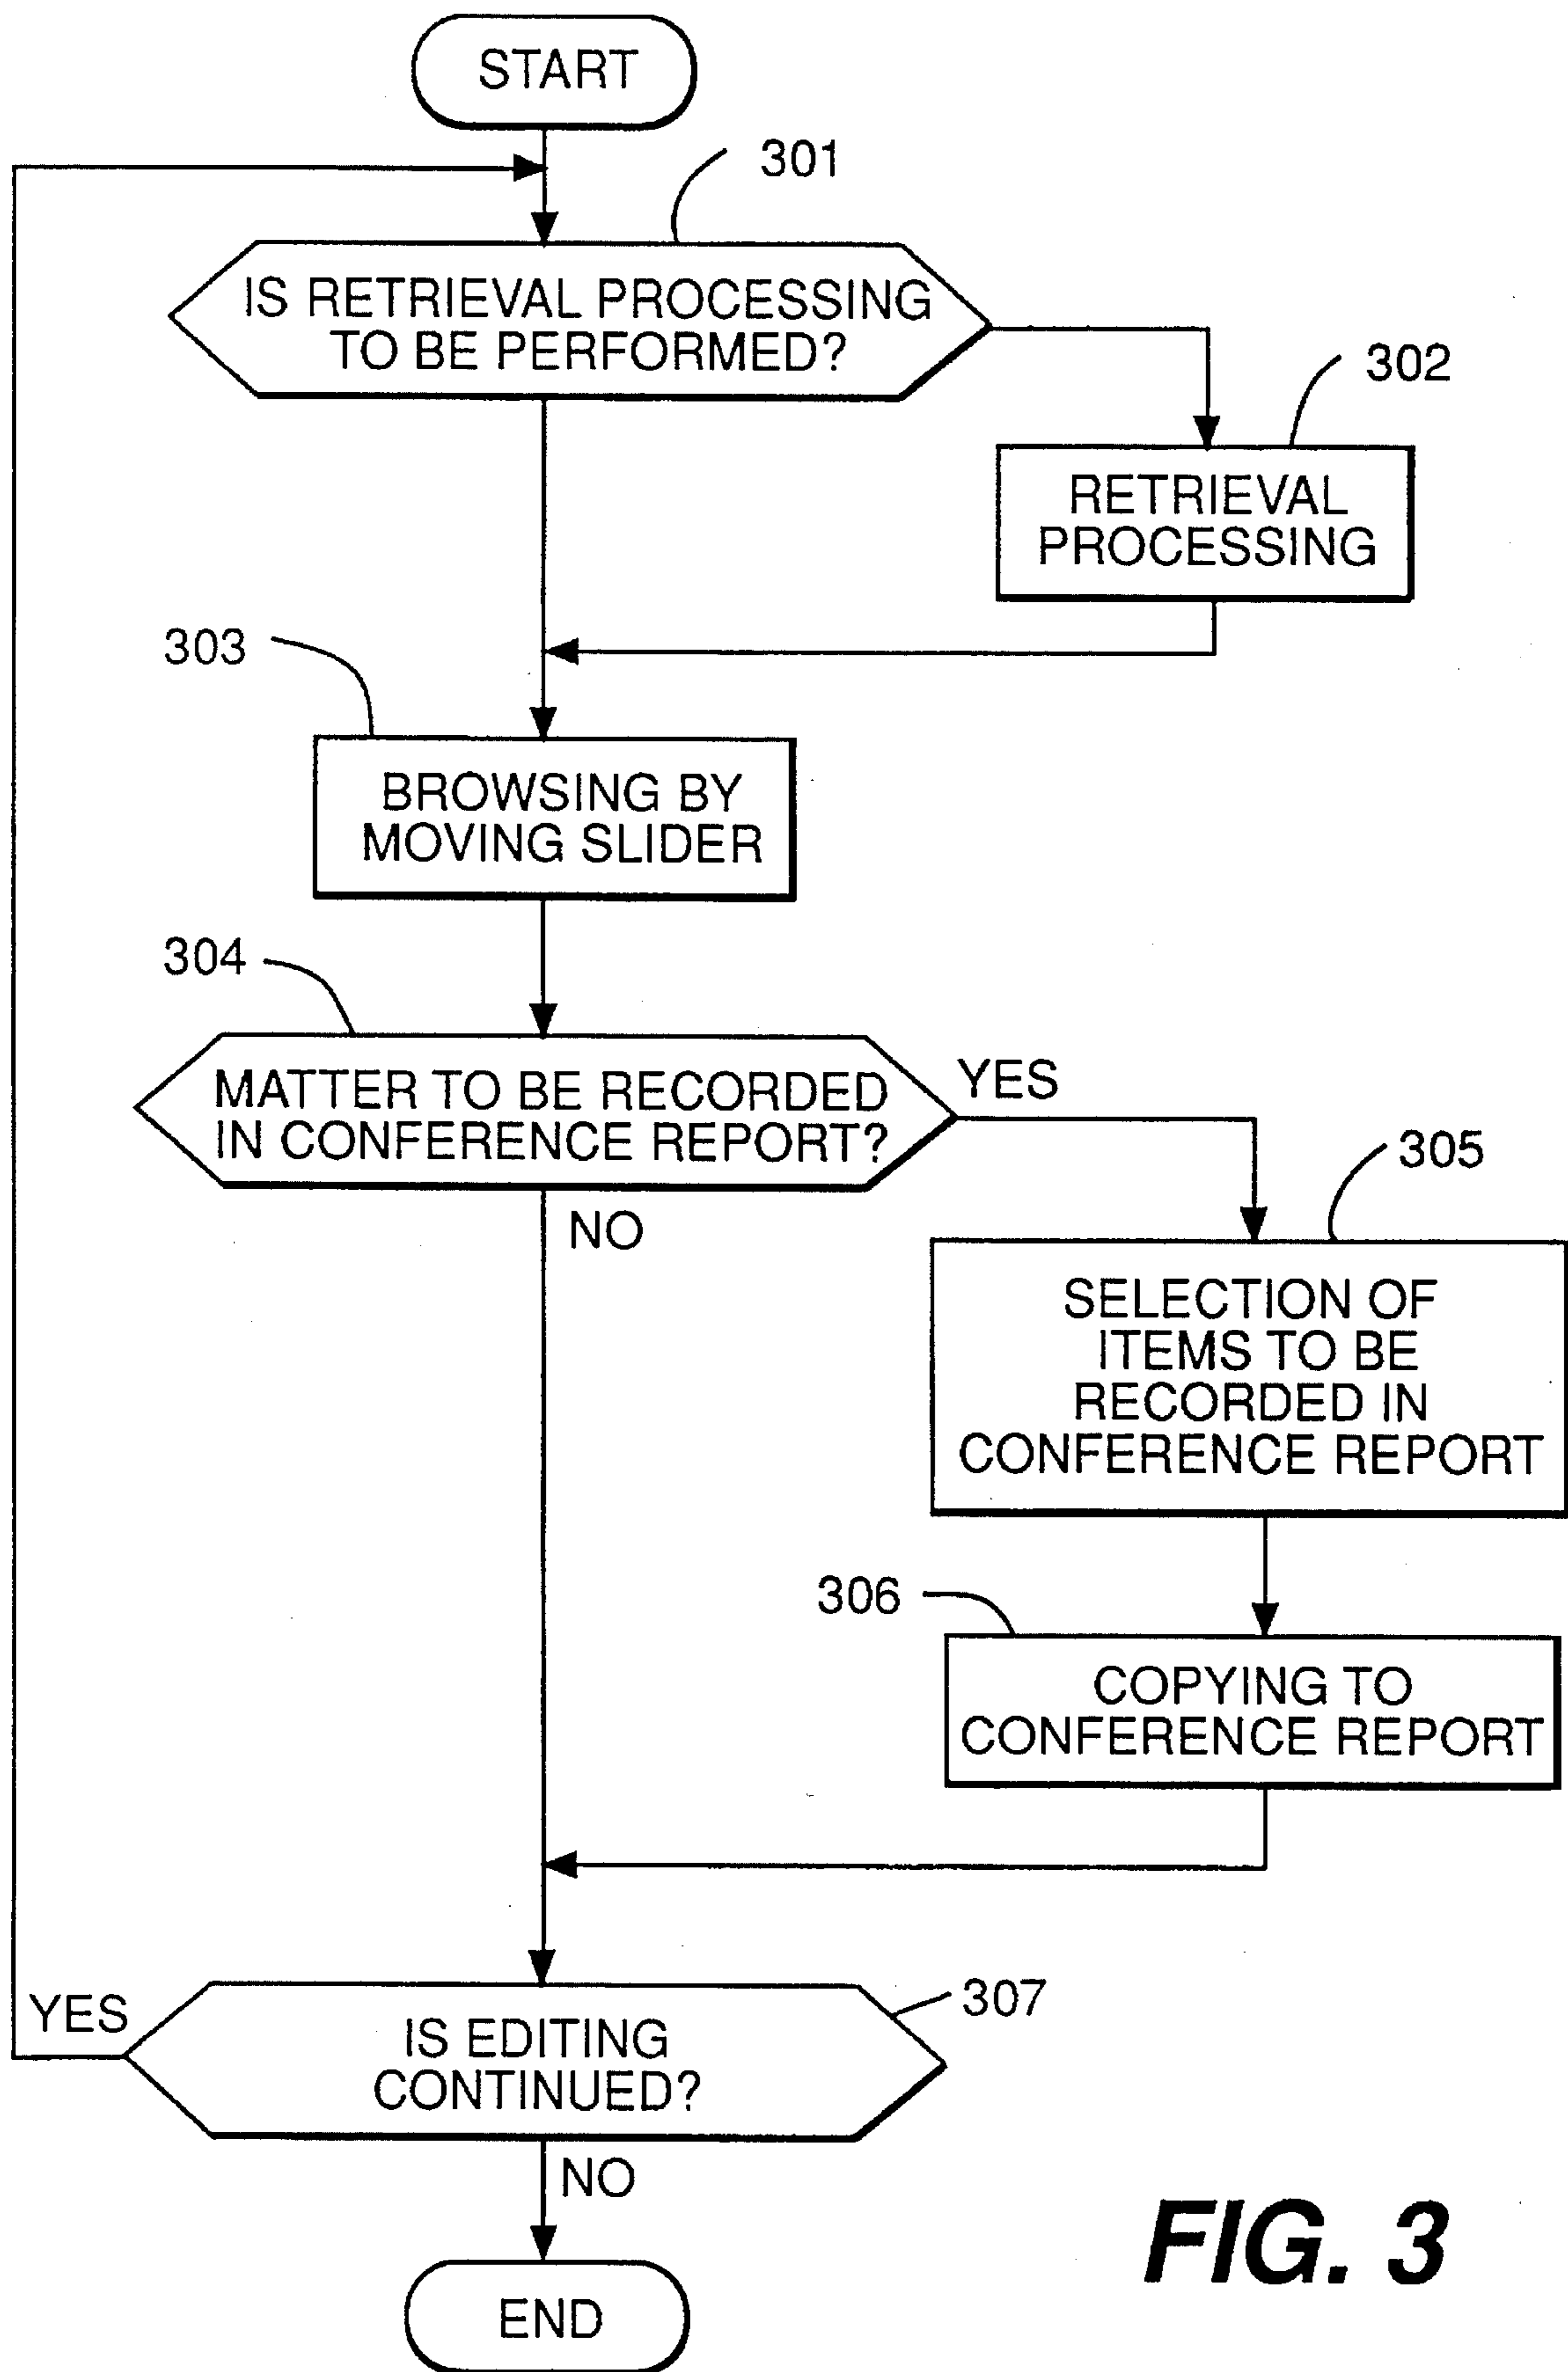 START
301
IS RETRIEVAL PROCESSING
TO BE PERFORMED?
302
RETRIEVAL
PROCESSING
303
BROWSING BY
MOVING SLIDER
304
MATTER TO BE RECORDED
IN CONFERENCE REPORT?
YES
NO
305
SELECTION OF
ITEMS TO BE
RECORDED IN
CONFERENCE REPORT
306
COPYING TO
CONFERENCE REPORT
307
YES
IS EDITING
CONTINUED?
NO
END
FIG. 3